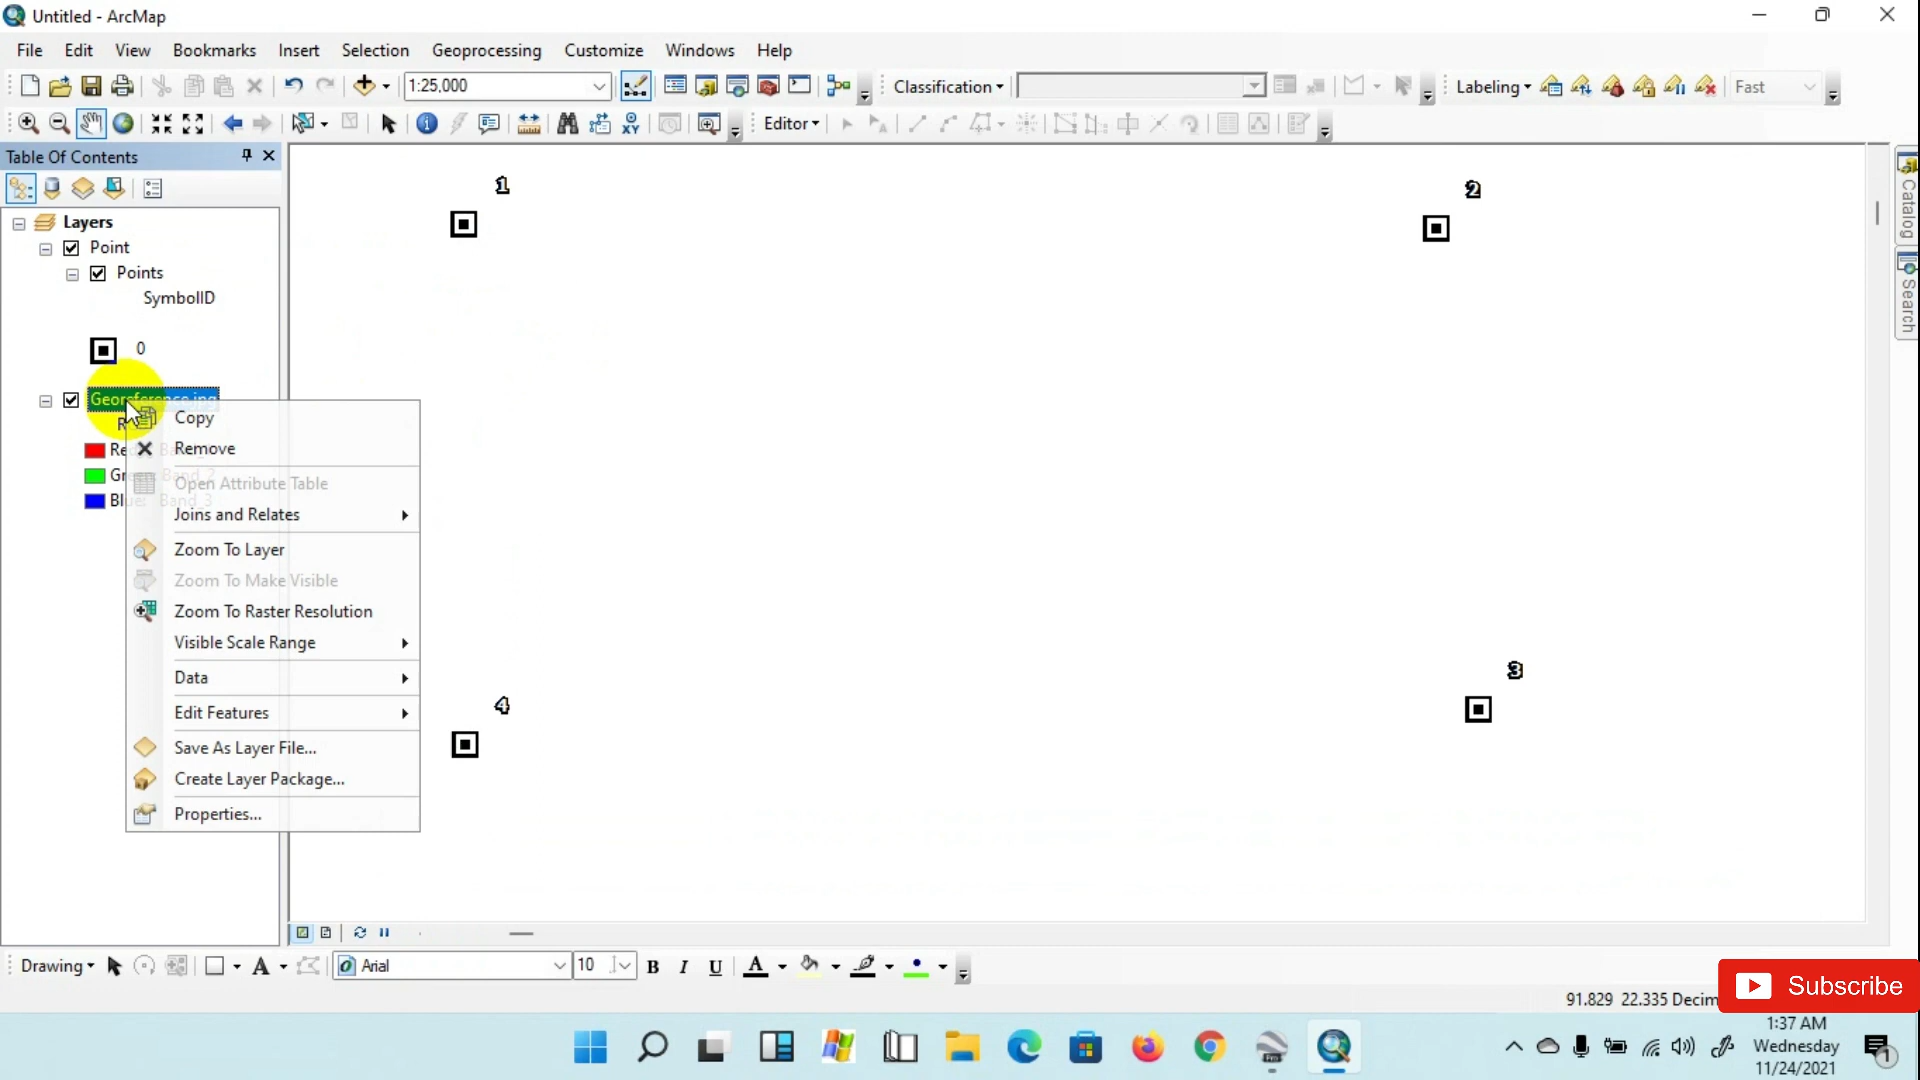 Untitled - ArcMap
File Edit View Bookmarks Insert Selection Geoprocessing Customize Windows Help
1:25,000 Classification Labeling Fast
Editor
Table Of Contents
Layers
Point
Points
SymbolID
0
Georeference.jpg
Copy
Remove
Open Attribute Table
Joins and Relates
Zoom To Layer
Zoom To Make Visible
Zoom To Raster Resolution
Visible Scale Range
Data
Edit Features
Save As Layer File...
Create Layer Package...
Properties...
1
2
3
4
Catalog
Search
Drawing Arial 10 B I U A
91.829 22.335 Decim
Subscribe
1:37 AM
Wednesday
11/24/2021
1